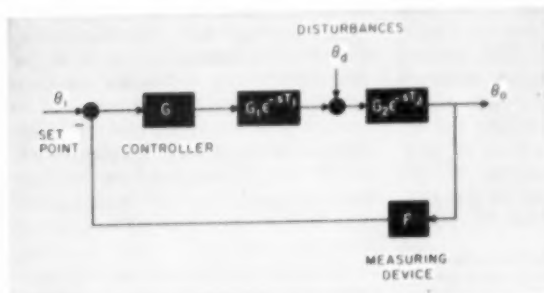 DISTURBANCES
θd
θi
G
G₁ε⁻ˢᵀ¹
G₂ε⁻ˢᵀ²
θo
−
SET
POINT
CONTROLLER
F
MEASURING
DEVICE